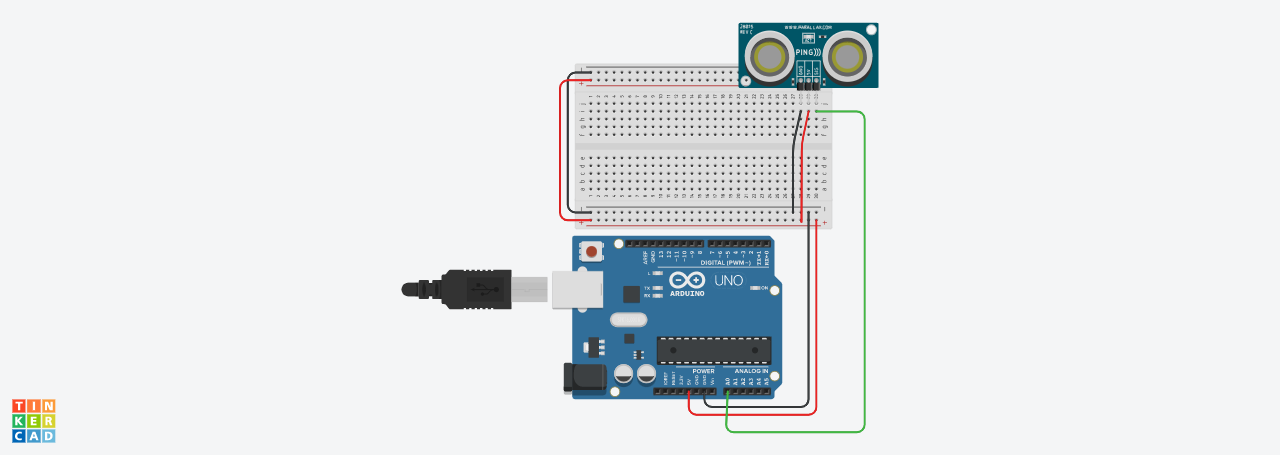 28015
REV C
WWW.PARALLAX.COM
PING)))
GND
5V
SIG
AREF
GND
13
12
~11
~10
~9
8
7
~6
~5
4
~3
2
TX→1
RX←0
DIGITAL (PWM~)
L
TX
RX
UNO
ARDUINO
ON
POWER
ANALOG IN
IOREF
RESET
3.3V
5V
GND
GND
Vin
A0
A1
A2
A3
A4
A5
TIN
KER
CAD